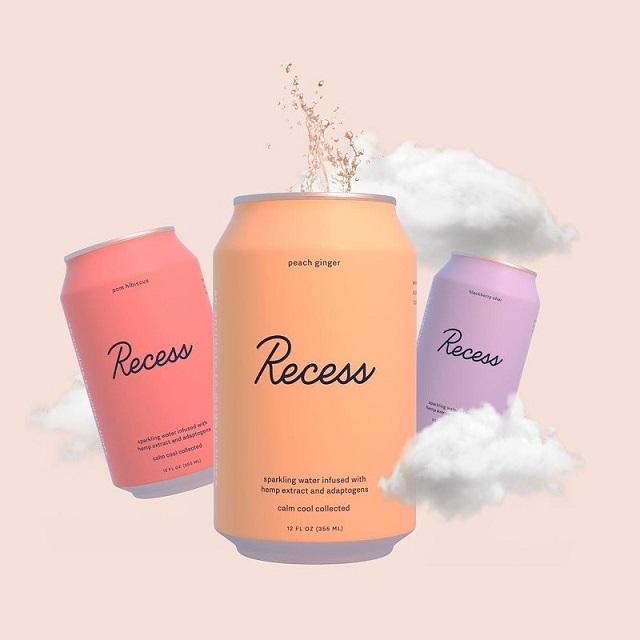 peach ginger
Recess
sparkling water infused with
hemp extract and adaptogens
calm cool collected
12 FL OZ (355 ML)
pom hibiscus
Recess
sparkling water infused with
hemp extract and adaptogens
calm cool collected
12 FL OZ (355 ML)
blackberry chai
Recess
sparkling
hemp